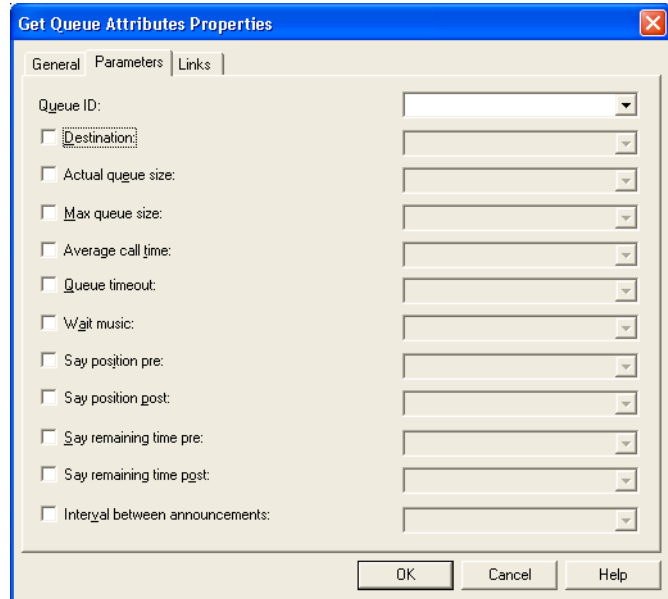 Get Queue Attributes Properties
General Parameters Links
Queue ID:
Destination:
Actual queue size:
Max queue size:
Average call time:
Queue timeout:
Wait music:
Say position pre:
Say position post:
Say remaining time pre:
Say remaining time post:
Interval between announcements:
OK Cancel Help